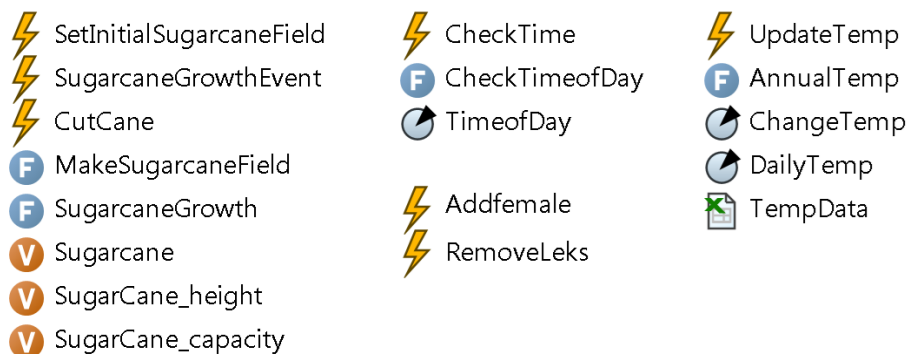 SetInitialSugarcaneField
SugarcaneGrowthEvent
CutCane
F MakeSugarcaneField
F SugarcaneGrowth
V Sugarcane
V SugarCane_height
V SugarCane_capacity
CheckTime
F CheckTimeofDay
TimeofDay
Addfemale
RemoveLeks
UpdateTemp
F AnnualTemp
ChangeTemp
DailyTemp
TempData